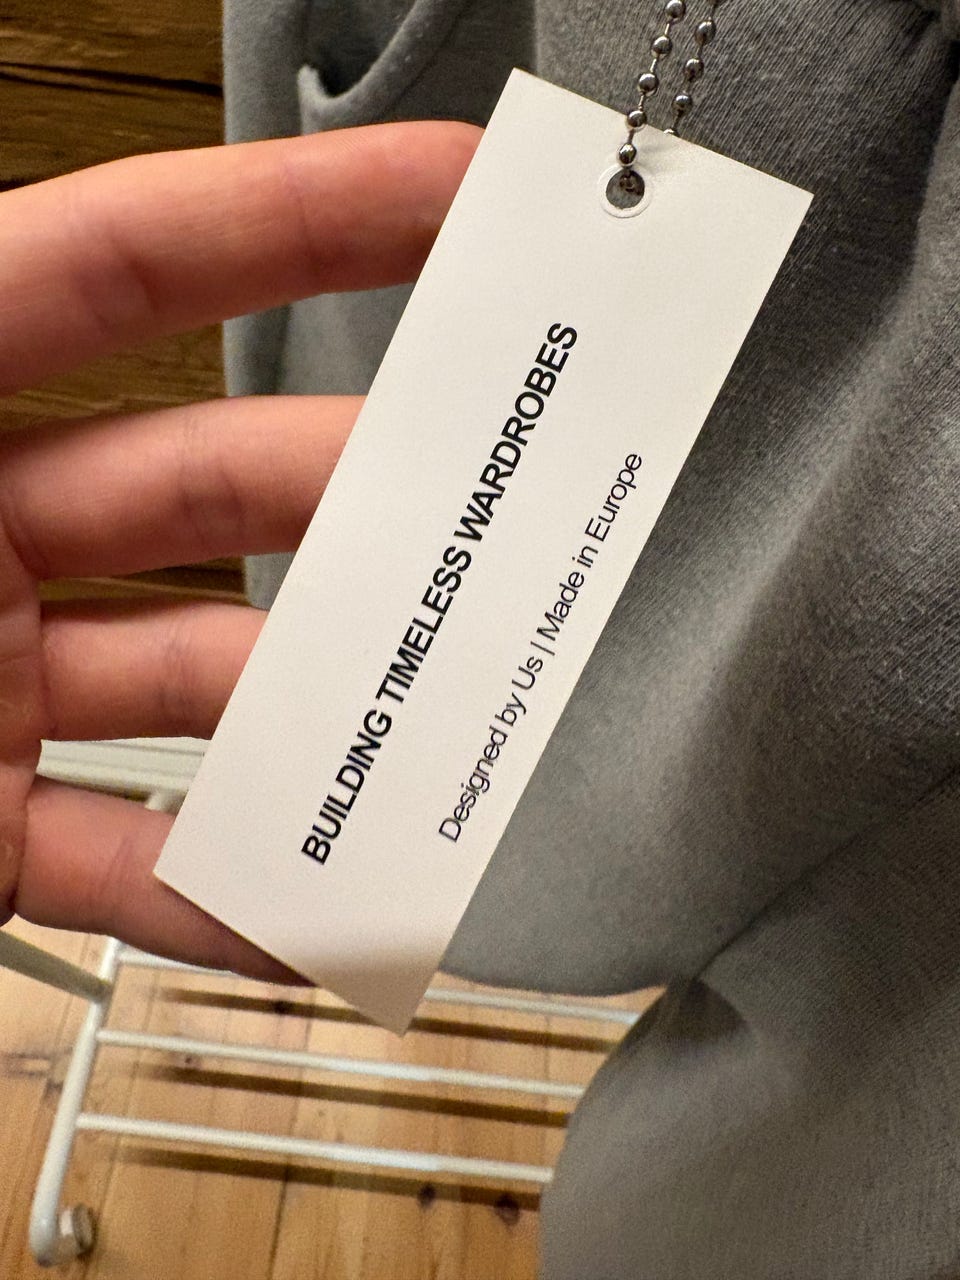 BUILDING TIMELESS WARDROBES
Designed by Us | Made in Europe